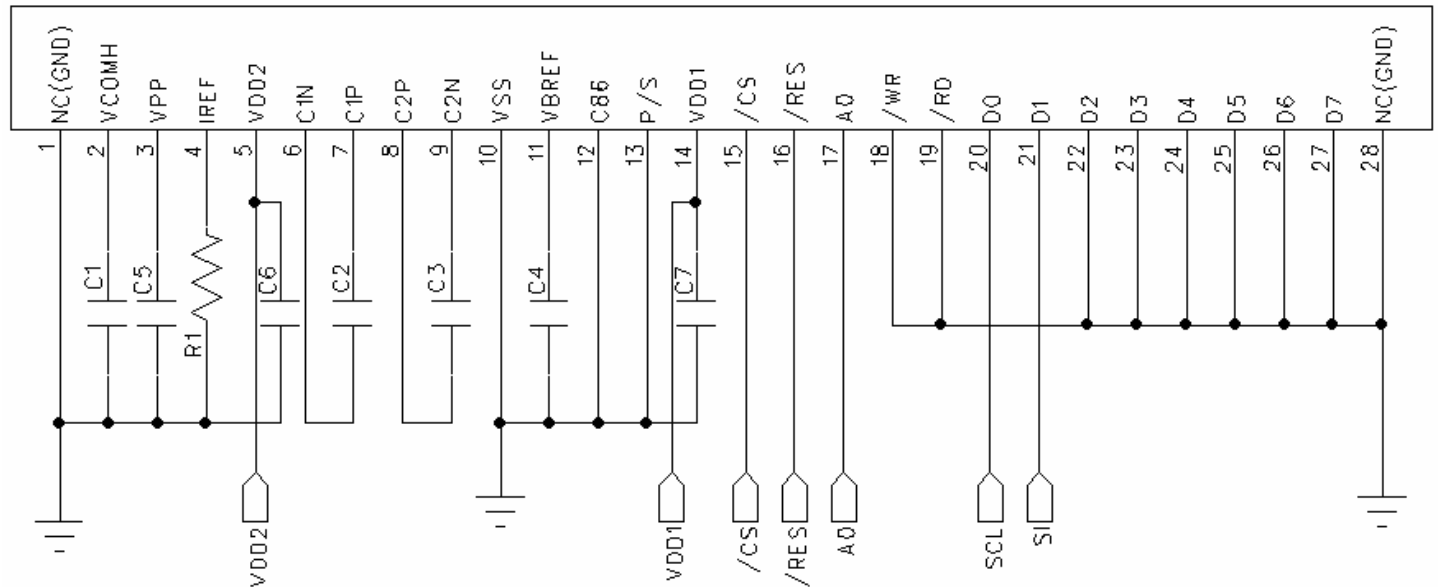 NC(GND)
VCOMH
VPP
IREF
VDD2
C1N
C1P
C2P
C2N
VSS
VBREF
C86
P/S
VDD1
/CS
/RES
A0
/WR
/RD
D0
D1
D2
D3
D4
D5
D6
D7
NC(GND)
1
2
3
4
5
6
7
8
9
10
11
12
13
14
15
16
17
18
19
20
21
22
23
24
25
26
27
28
C1
C5
R1
C6
C2
C3
C4
C7
VDD2
VDD1
/CS
/RES
A0
SCL
SI